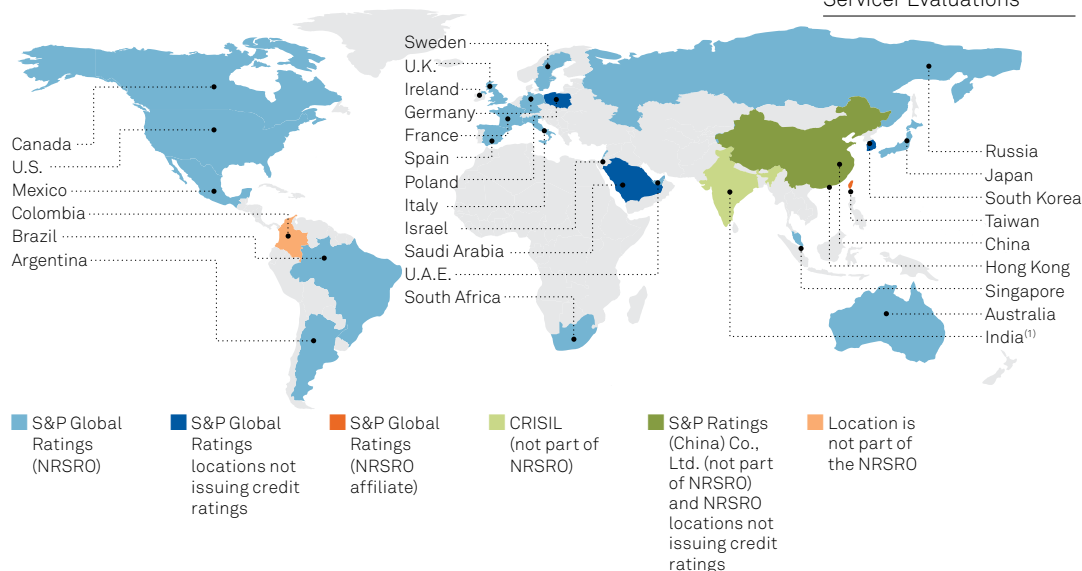 Servicer Evaluations
Canada
U.S.
Mexico
Colombia
Brazil
Argentina
Sweden
U.K.
Ireland
Germany
France
Spain
Poland
Italy
Israel
Saudi Arabia
U.A.E.
South Africa
Russia
Japan
South Korea
Taiwan
China
Hong Kong
Singapore
Australia
India(1)
S&P Global
Ratings
(NRSRO)
S&P Global
Ratings
locations not
issuing credit
ratings
S&P Global
Ratings
(NRSRO
affiliate)
CRISIL
(not part of
NRSRO)
S&P Ratings
(China) Co.,
Ltd. (not part
of NRSRO)
and NRSRO
locations not
issuing credit
ratings
Location is
not part of
the NRSRO